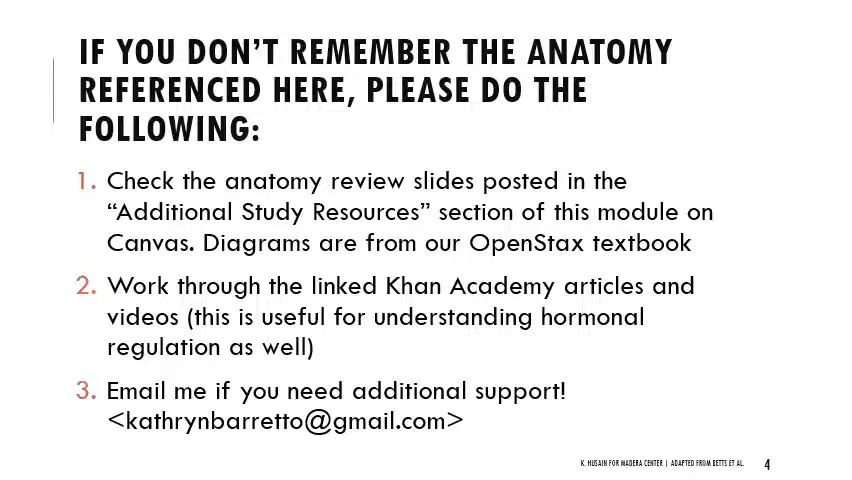 IF YOU DON’T REMEMBER THE ANATOMY
REFERENCED HERE, PLEASE DO THE
FOLLOWING:
1. Check the anatomy review slides posted in the
“Additional Study Resources” section of this module on
Canvas. Diagrams are from our OpenStax textbook
2. Work through the linked Khan Academy articles and
videos (this is useful for understanding hormonal
regulation as well)
3. Email me if you need additional support!
<kathrynbarretto@gmail.com>
K. HUSAIN FOR MADERA CENTER | ADAPTED FROM BETTS ET AL. 4